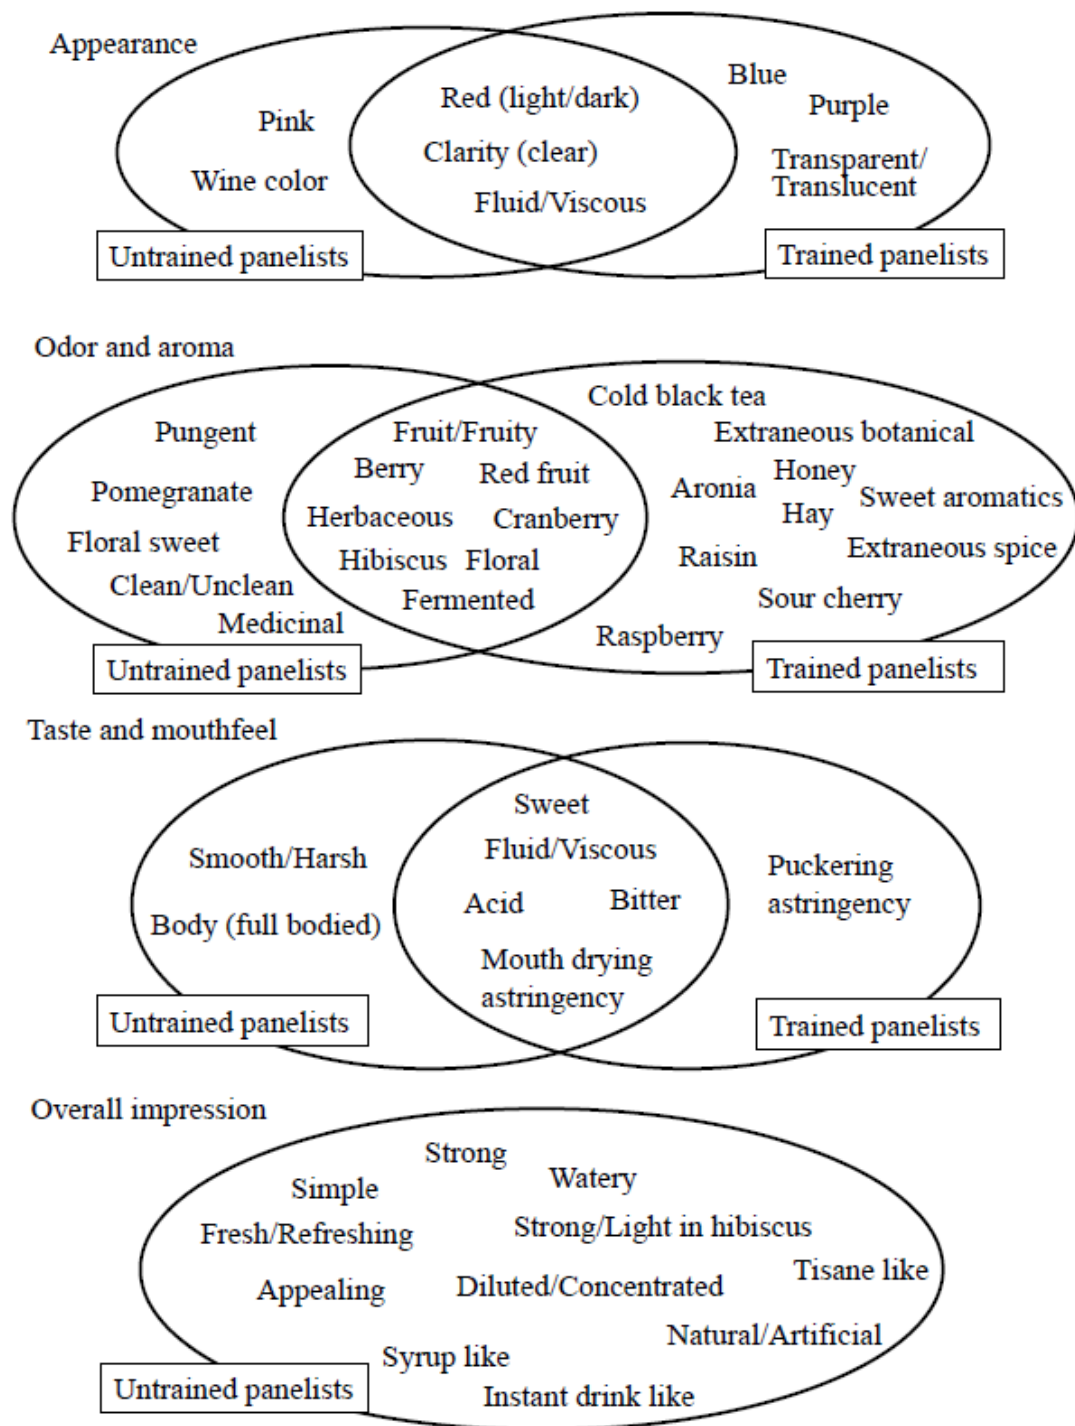 Appearance
Blue
Red (light/dark)
Purple
Pink
Clarity (clear)
Transparent/
Translucent
Wine color
Fluid/Viscous
Untrained panelists
Trained panelists
Odor and aroma
Cold black tea
Pungent
Fruit/Fruity
Extraneous botanical
Berry
Red fruit
Honey
Pomegranate
Aronia
Sweet aromatics
Herbaceous
Cranberry
Hay
Floral sweet
Hibiscus
Floral
Raisin
Extraneous spice
Clean/Unclean
Fermented
Sour cherry
Medicinal
Raspberry
Untrained panelists
Trained panelists
Taste and mouthfeel
Sweet
Smooth/Harsh
Fluid/Viscous
Puckering
astringency
Acid
Bitter
Body (full bodied)
Mouth drying
astringency
Untrained panelists
Trained panelists
Overall impression
Strong
Watery
Simple
Fresh/Refreshing
Strong/Light in hibiscus
Tisane like
Appealing
Diluted/Concentrated
Natural/Artificial
Syrup like
Untrained panelists
Instant drink like